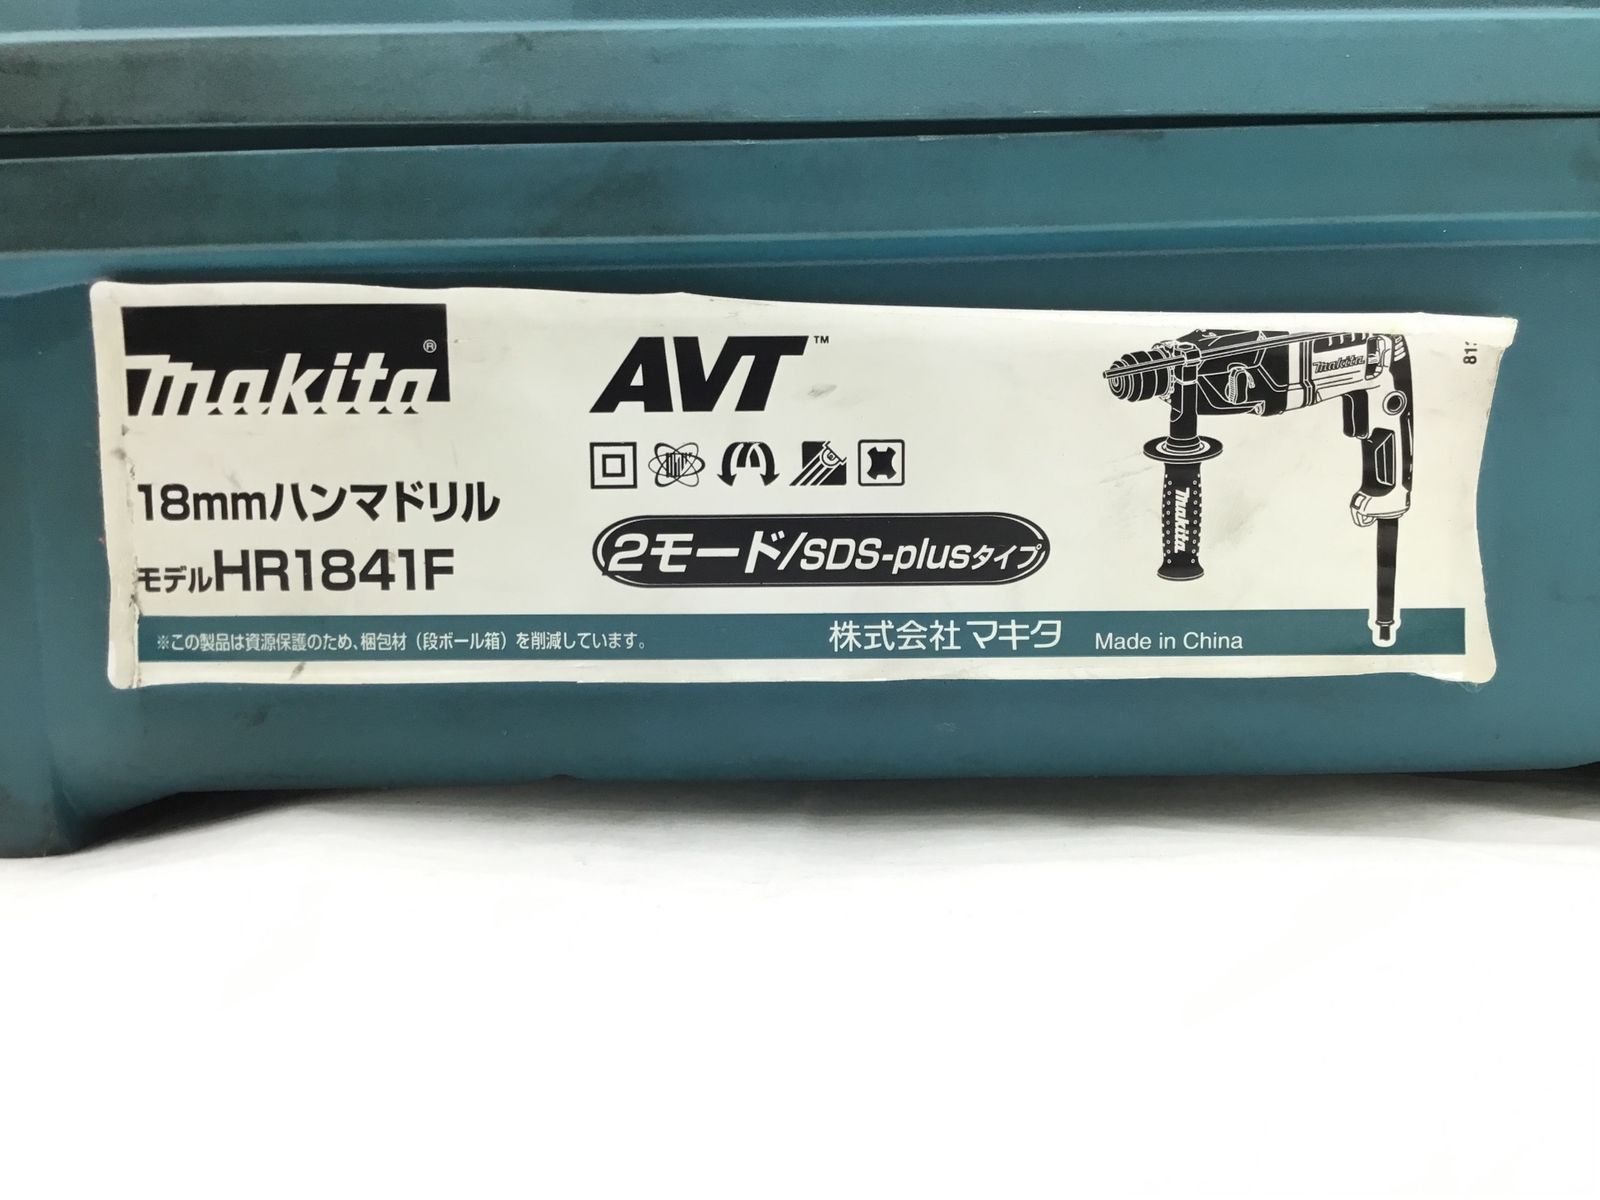 makita®
18mmハンマドリル
モデルHR1841F
AVT™
2モード/SDS-plusタイプ
makita
makita
※この製品は資源保護のため、梱包材（段ボール箱）を削減しています。
株式会社マキタ Made in China